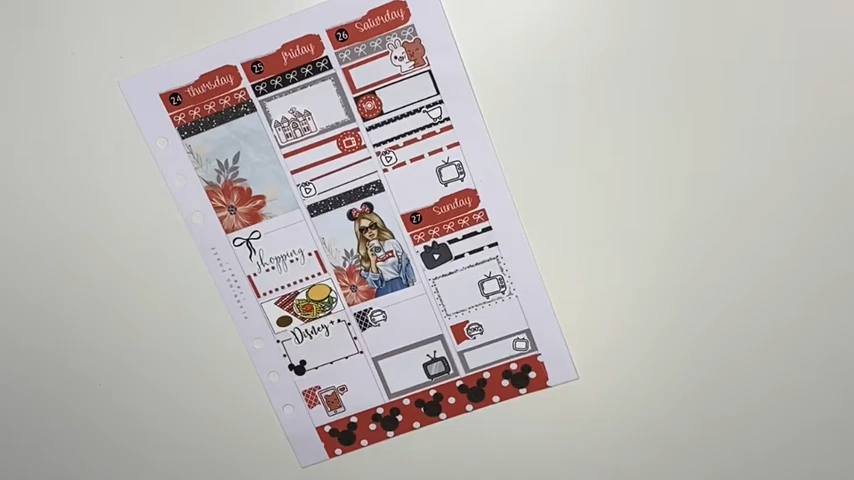 24 thursday
Shopping
Disney +
25 friday
26 Saturday
27 Sunday